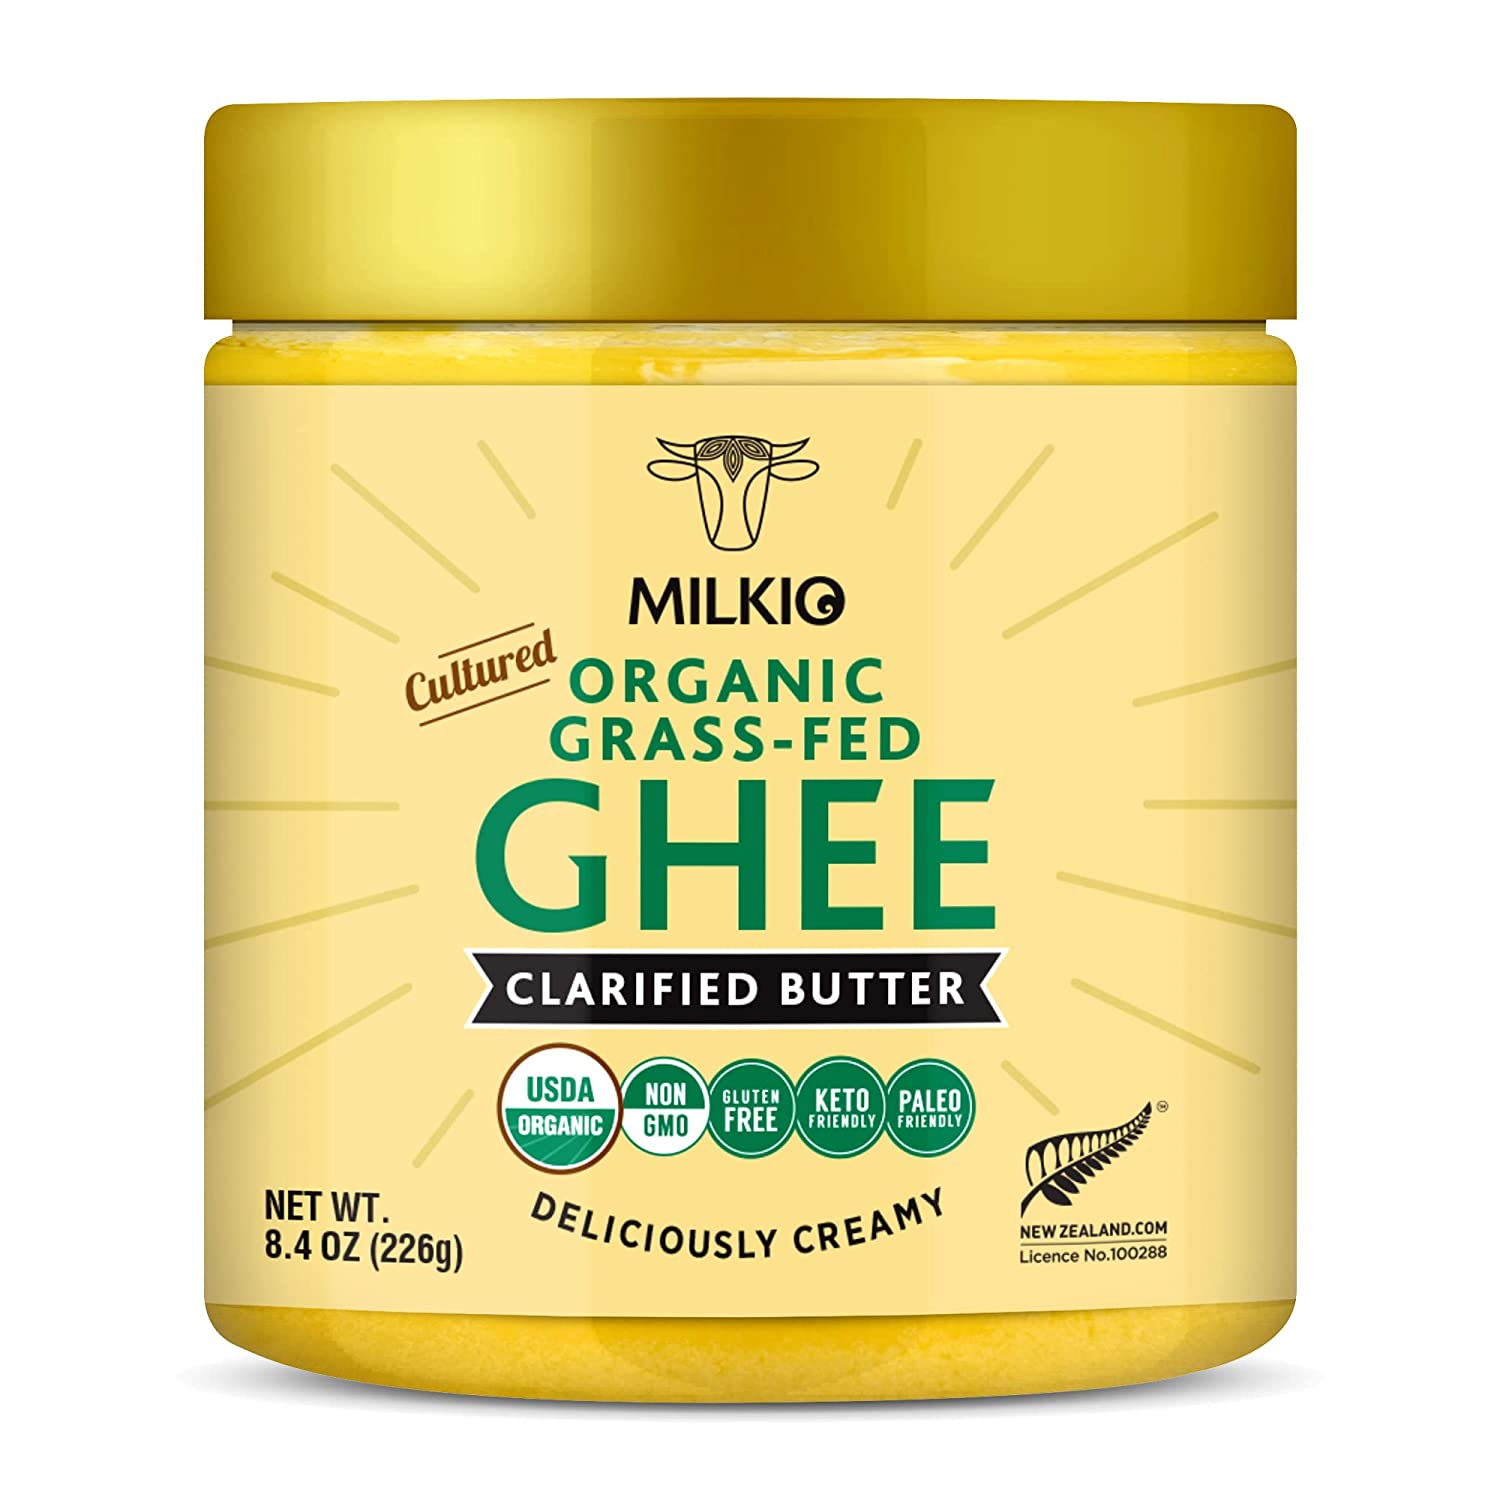 MILKIO
Cultured
ORGANIC
GRASS-FED
GHEE
CLARIFIED BUTTER
USDA
ORGANIC
NON
GMO
GLUTEN
FREE
KETO
FRIENDLY
PALEO
FRIENDLY
DELICIOUSLY CREAMY
NET WT.
8.4 OZ (226g)
TM
NEW ZEALAND.COM
Licence No.100288